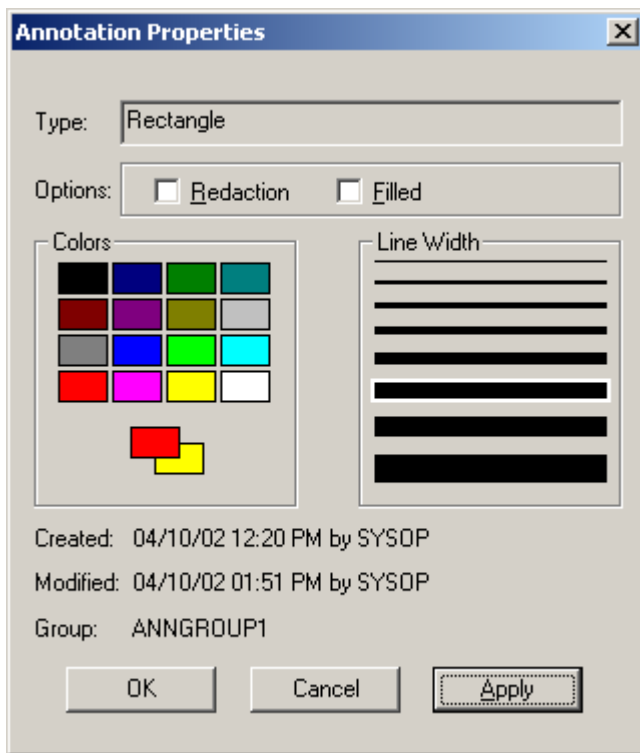 Annotation Properties
Type: Rectangle
Options: Redaction Filled
Colors Line Width
Created: 04/10/02 12:20 PM by SYSOP
Modified: 04/10/02 01:51 PM by SYSOP
Group: ANNGROUP1
OK Cancel Apply